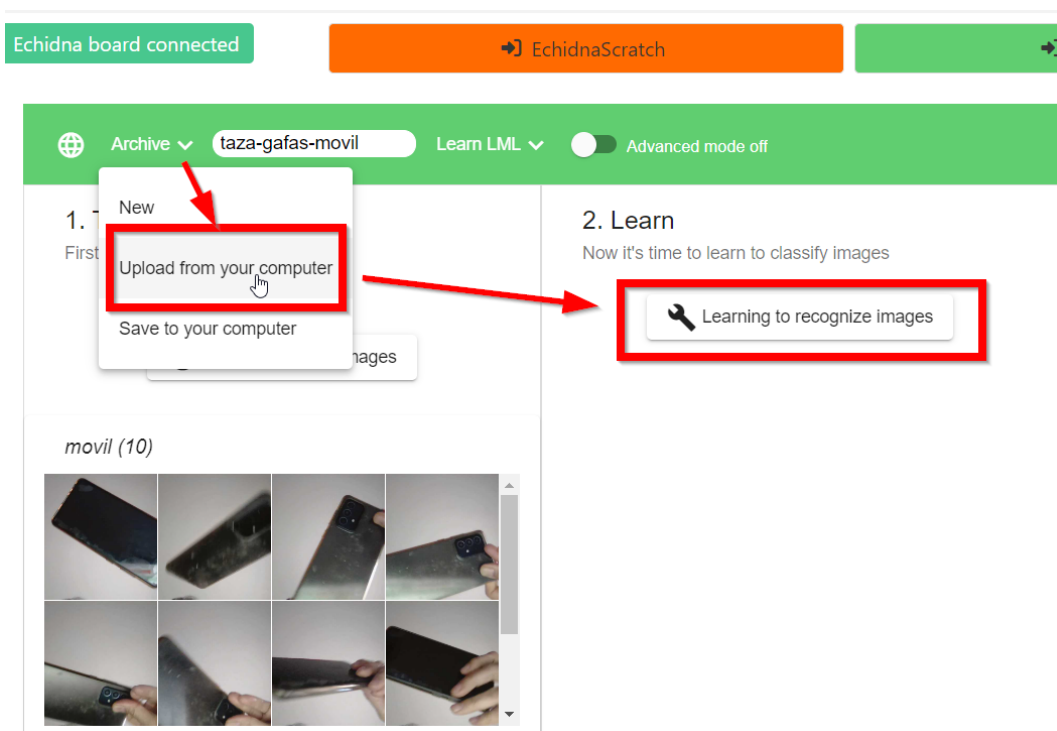 Echidna board connected
EchidnaScratch
Archive
taza-gafas-movil
Learn LML
Advanced mode off
New
Upload from your computer
Save to your computer
1.
First
ages
2. Learn
Now it's time to learn to classify images
Learning to recognize images
movil (10)